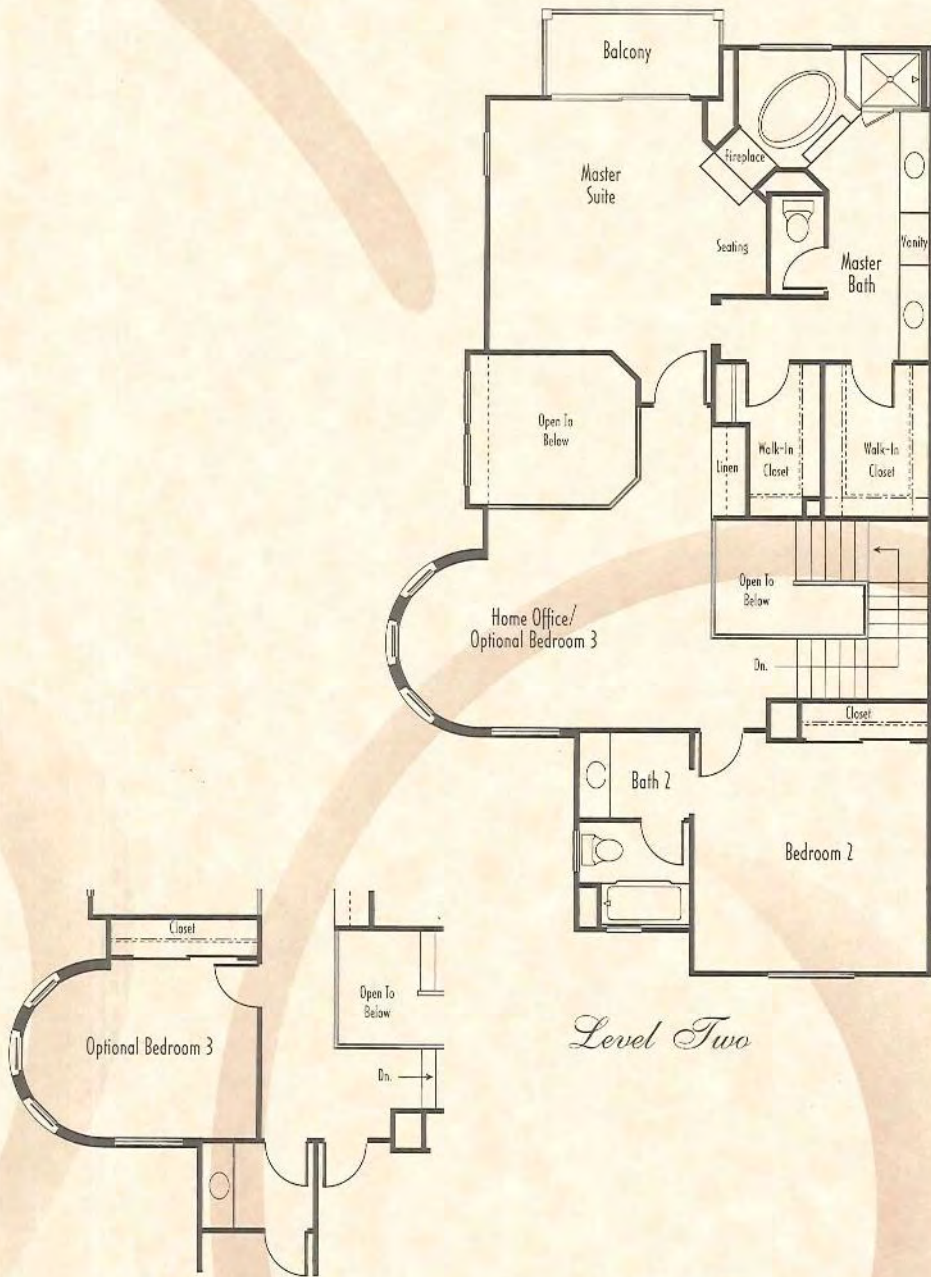 Balcony
Fireplace
Master
Suite
Seating
Vanity
Master
Bath
Open To
Below
Linen
Walk-In
Closet
Walk-In
Closet
Open To
Below
Home Office/
Optional Bedroom 3
Dn.
Closet
Bath 2
Bedroom 2
Closet
Open To
Below
Optional Bedroom 3
Dn.
Level Two